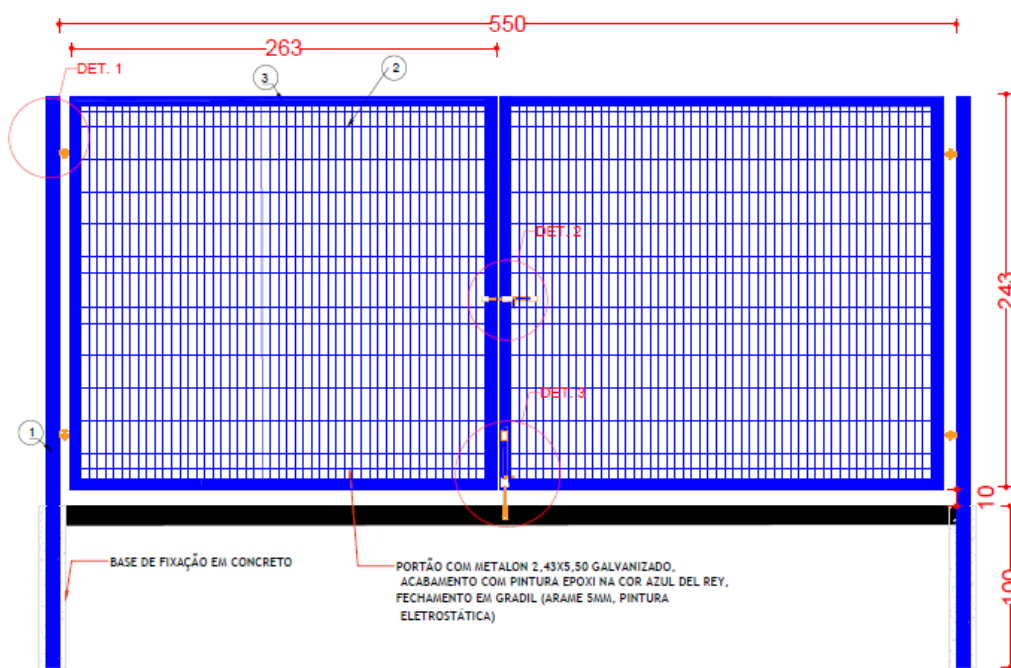 550
263
DET. 1
3
2
DET. 2
243
DET. 3
1
10
BASE DE FIXAÇÃO EM CONCRETO
PORTÃO COM METALON 2,43X5,50 GALVANIZADO,
ACABAMENTO COM PINTURA EPOXI NA COR AZUL DEL REY,
FECHAMENTO EM GRADIL (ARAME 5MM, PINTURA
ELETROSTÁTICA)
100